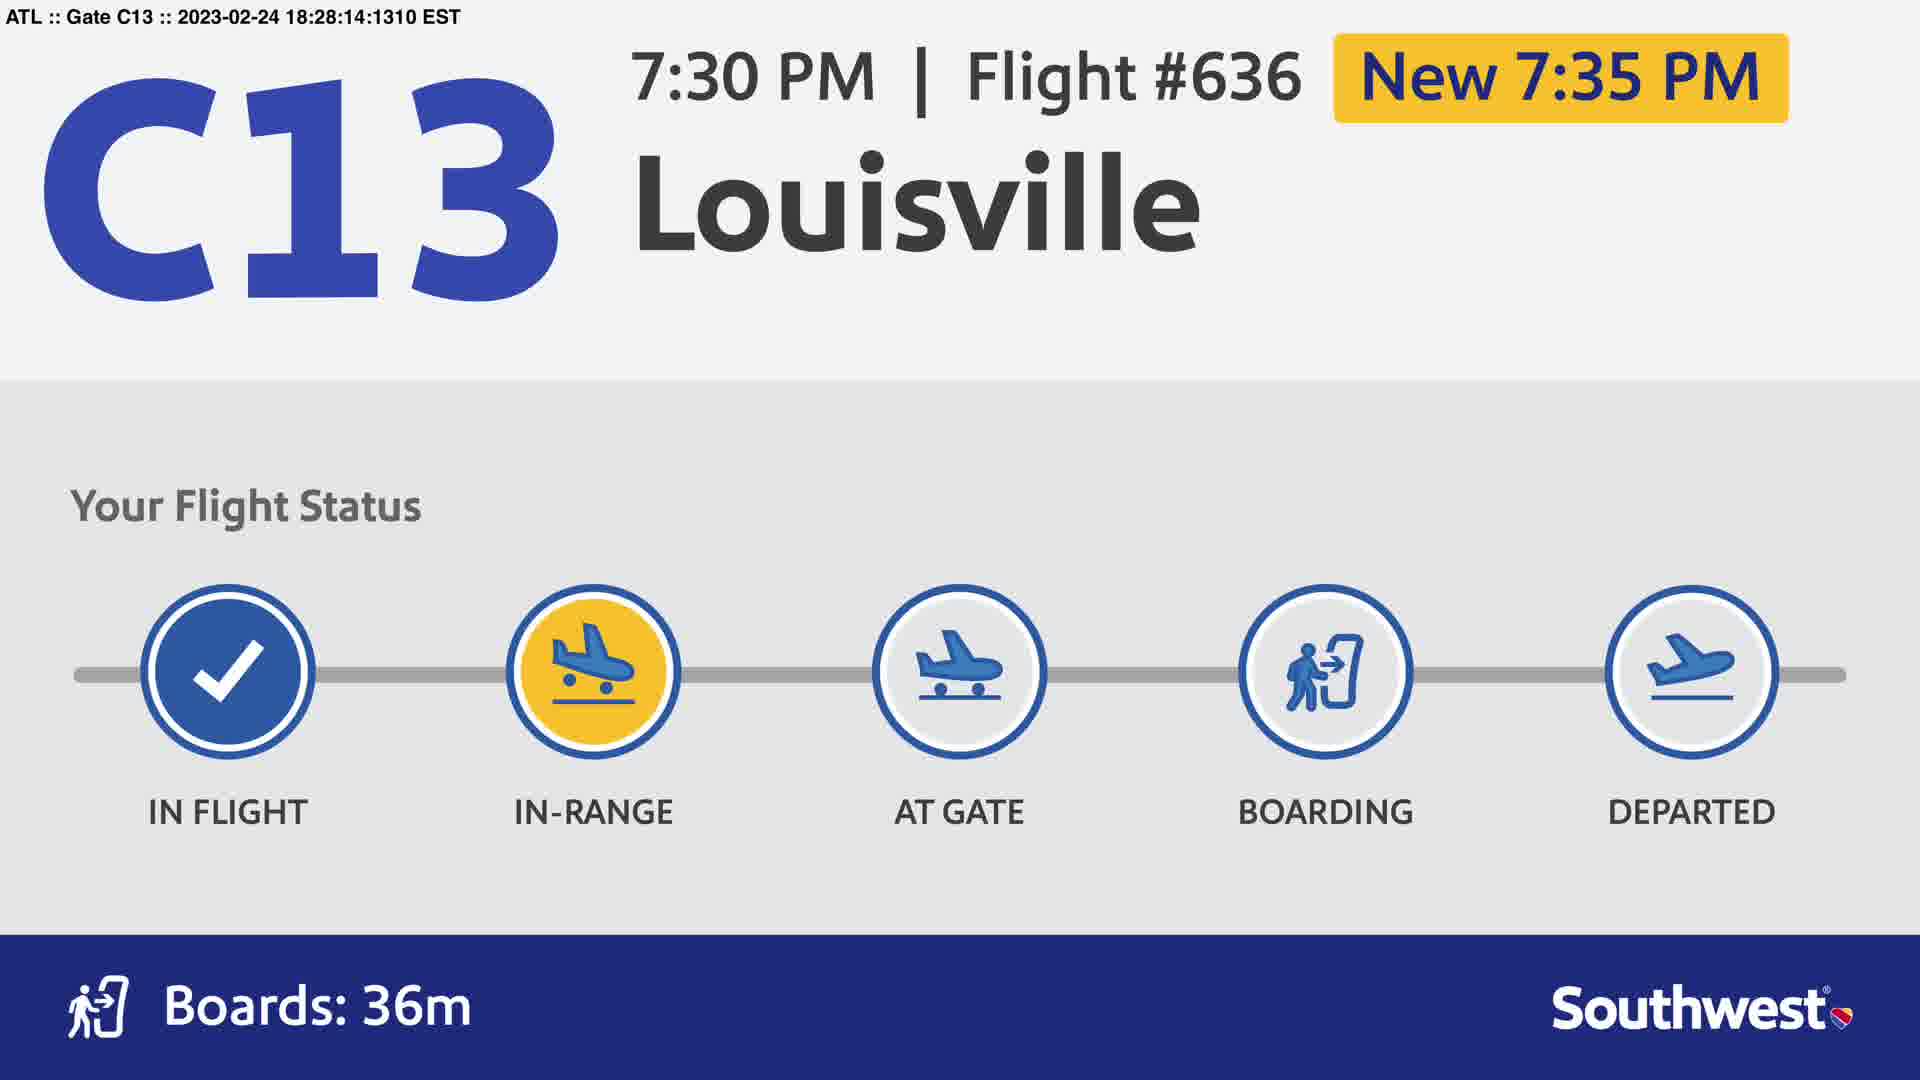 ATL :: Gate C13 :: 2023-02-24 18:28:14:1310 EST
C13
7:30 PM | Flight #636 New 7:35 PM
Louisville
Your Flight Status
IN FLIGHT IN-RANGE AT GATE BOARDING DEPARTED
Boards: 36m
Southwest®